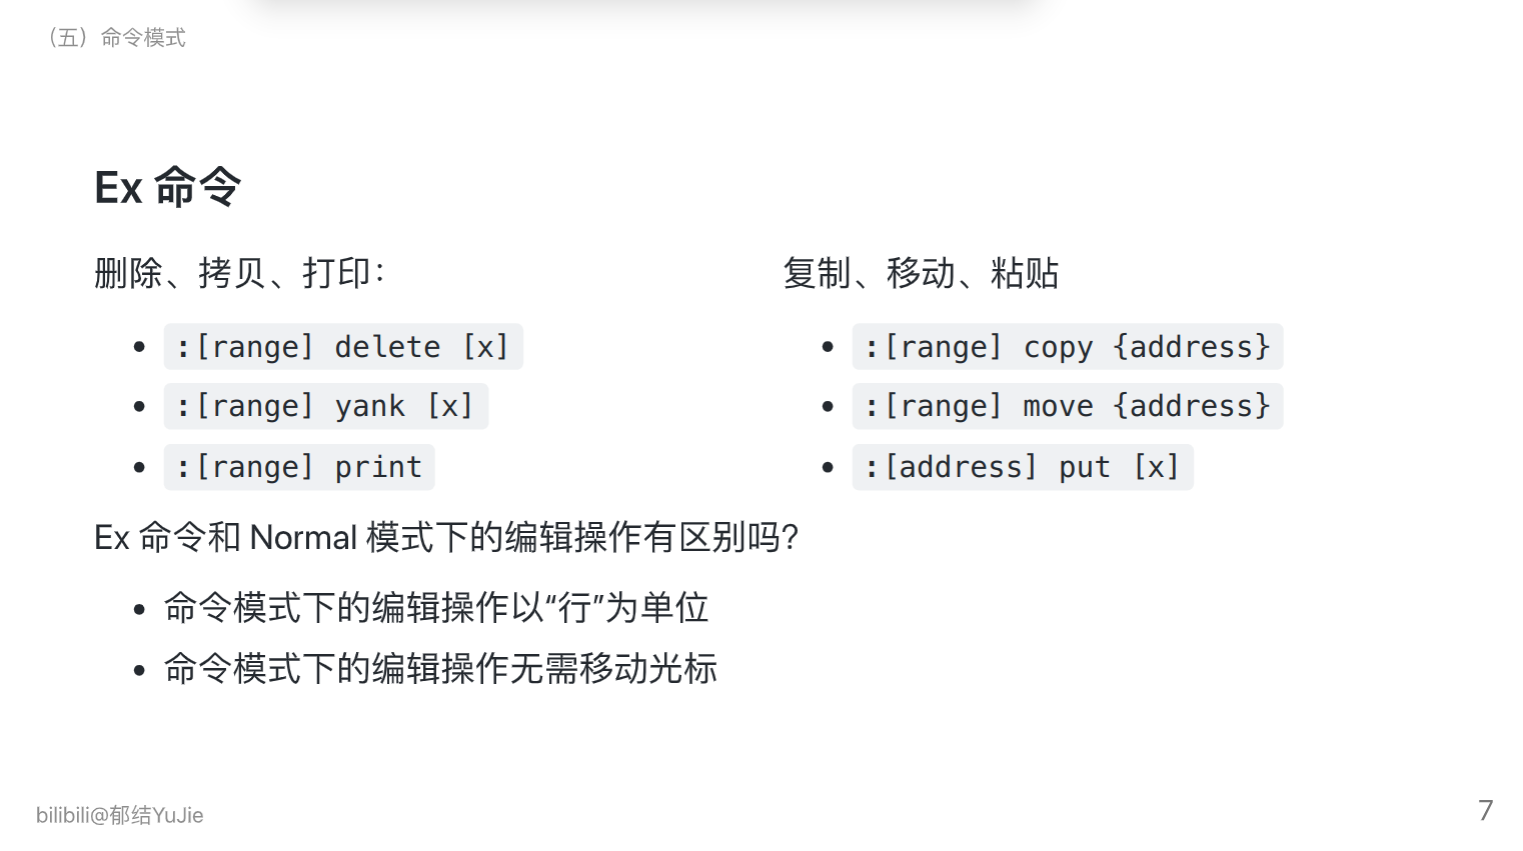 （五）命令模式
Ex 命令
删除、拷贝、打印：
:[range] delete [x]
:[range] yank [x]
:[range] print
复制、移动、粘贴
:[range] copy {address}
:[range] move {address}
:[address] put [x]
Ex 命令和 Normal 模式下的编辑操作有区别吗？
命令模式下的编辑操作以“行”为单位
命令模式下的编辑操作无需移动光标
bilibili@郁结YuJie
7